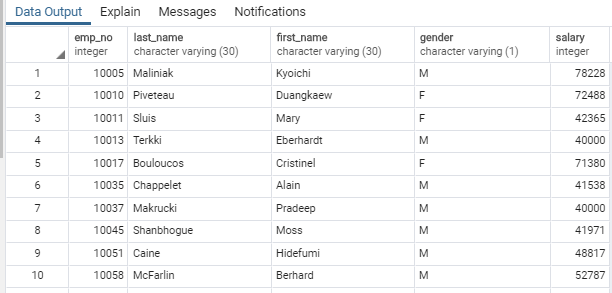 Data Output Explain Messages Notifications
emp_no last_name first_name gender salary
integer character varying (30) character varying (30) character varying (1) integer
1 10005 Maliniak Kyoichi M 78228
2 10010 Piveteau Duangkaew F 72488
3 10011 Sluis Mary F 42365
4 10013 Terkki Eberhardt M 40000
5 10017 Bouloucos Cristinel F 71380
6 10035 Chappelet Alain M 41538
7 10037 Makrucki Pradeep M 40000
8 10045 Shanbhogue Moss M 41971
9 10051 Caine Hidefumi M 48817
10 10058 McFarlin Berhard M 52787